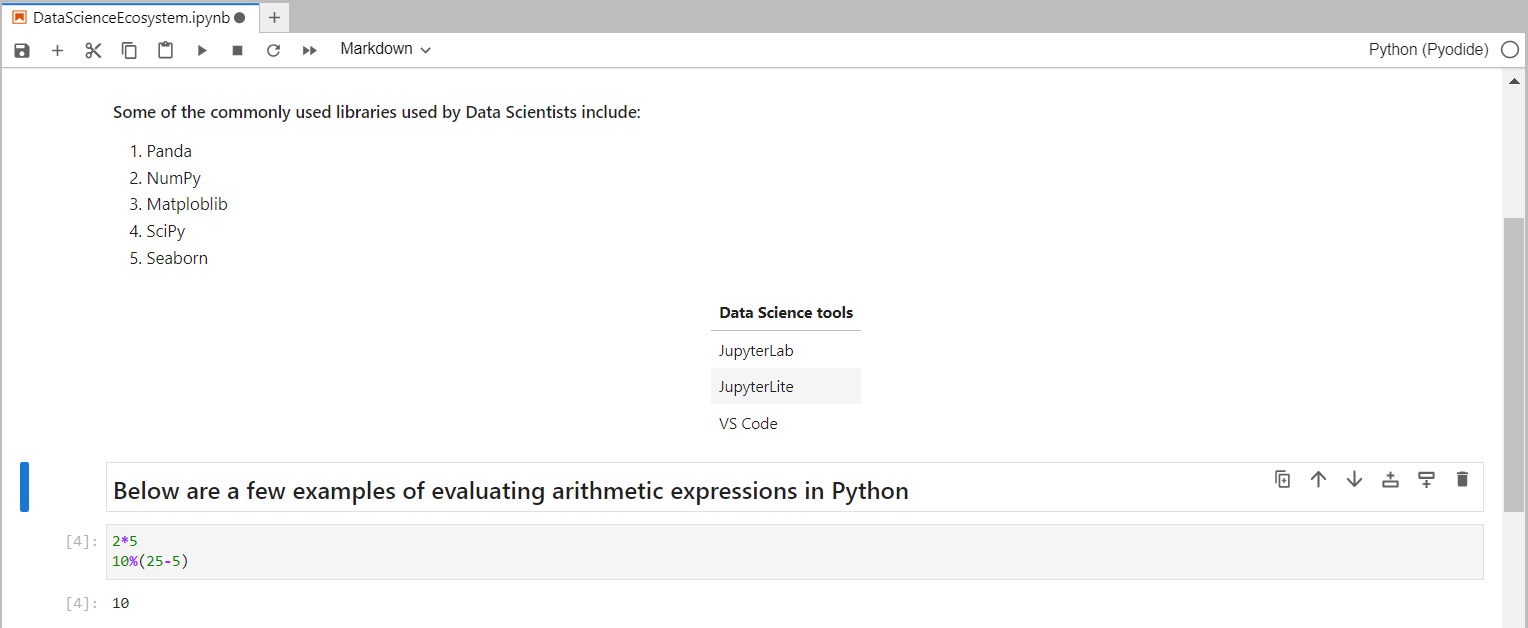 DataScienceEcosystem.ipynb
Markdown
Python (Pyodide)
Some of the commonly used libraries used by Data Scientists include:
1. Panda
2. NumPy
3. Matploblib
4. SciPy
5. Seaborn
Data Science tools
JupyterLab
JupyterLite
VS Code
Below are a few examples of evaluating arithmetic expressions in Python
[4]: 2*5
10%(25-5)
[4]: 10